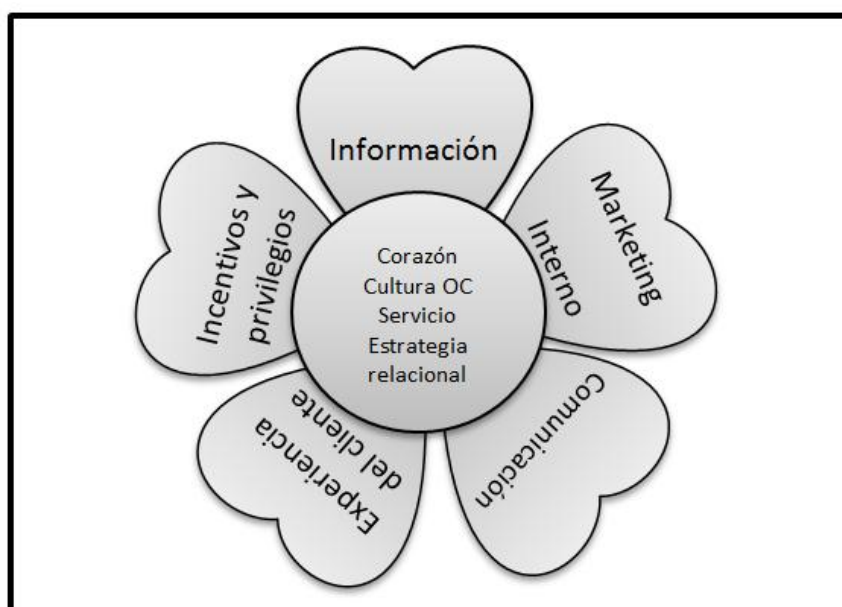 Información
Marketing
Interno
Comunicación
Experiencia
del cliente
Incentivos y
privilegios
Corazón
Cultura OC
Servicio
Estrategia
relacional